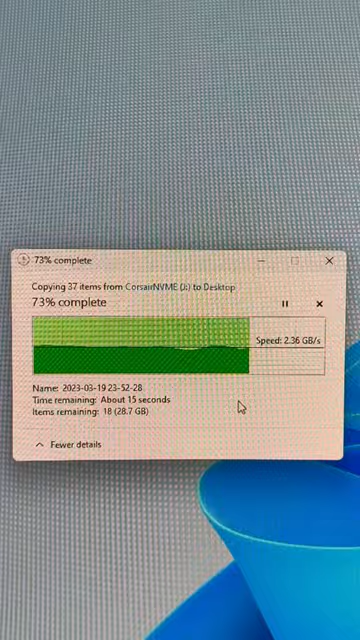 73% complete
Copying 37 items from CorsairNVME (J:) to Desktop
73% complete
Speed: 2.36 GB/s
Name: 2023-03-19 23-52-28
Time remaining: About 15 seconds
Items remaining: 18 (28.7 GB)
Fewer details